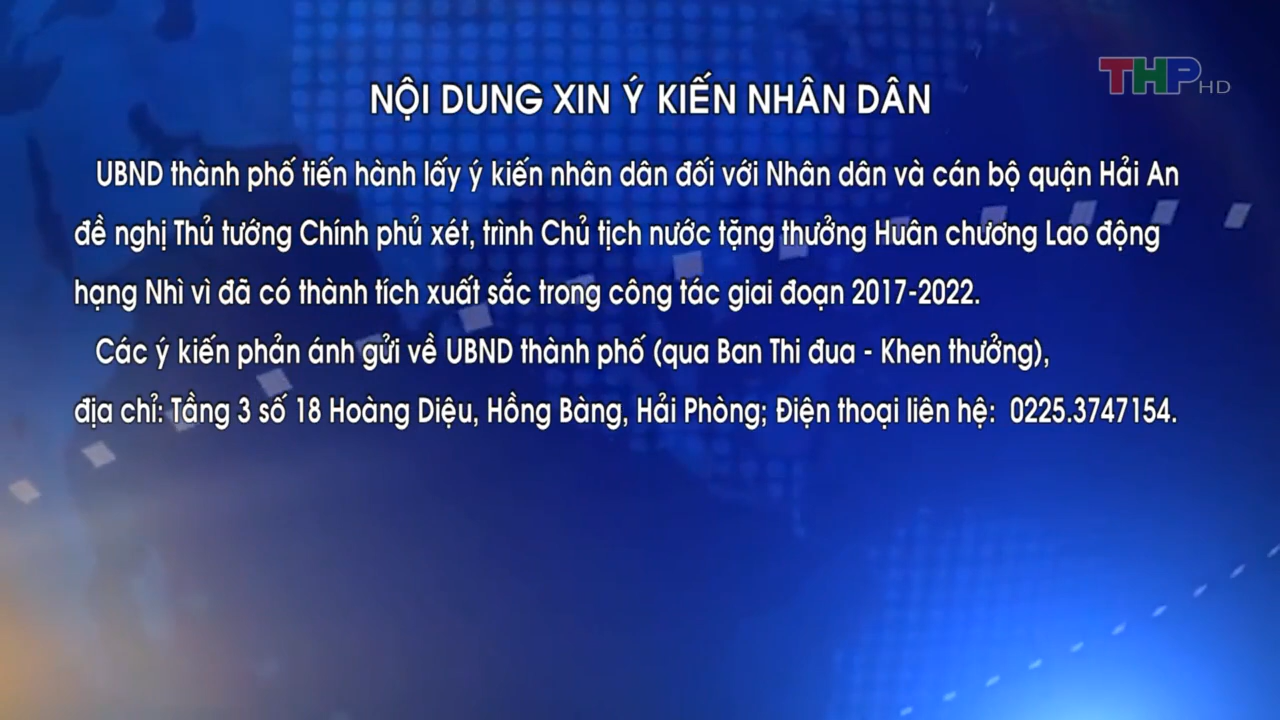 THP HD
NỘI DUNG XIN Ý KIẾN NHÂN DÂN
UBND thành phố tiến hành lấy ý kiến nhân dân đối với Nhân dân và cán bộ quận Hải An
đề nghị Thủ tướng Chính phủ xét, trình Chủ tịch nước tặng thưởng Huân chương Lao động
hạng Nhì vì đã có thành tích xuất sắc trong công tác giai đoạn 2017-2022.
Các ý kiến phản ánh gửi về UBND thành phố (qua Ban Thi đua - Khen thưởng),
địa chỉ: Tầng 3 số 18 Hoàng Diệu, Hồng Bàng, Hải Phòng; Điện thoại liên hệ: 0225.3747154.